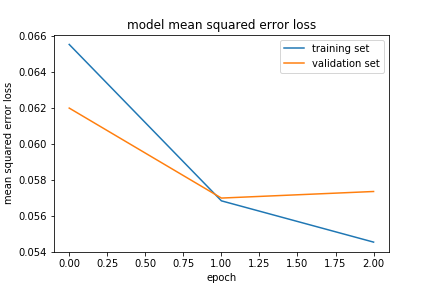 model mean squared error loss
training set
validation set
mean squared error loss
0.066
0.064
0.062
0.060
0.058
0.056
0.054
0.00 0.25 0.50 0.75 1.00 1.25 1.50 1.75 2.00
epoch